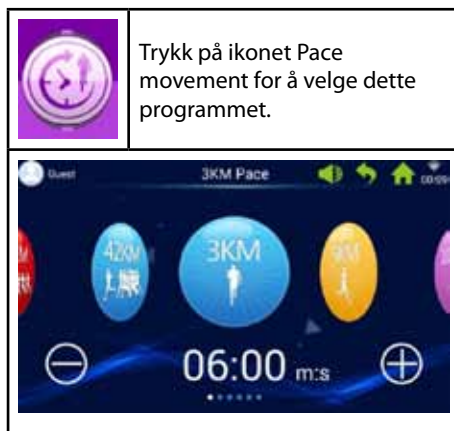 Trykk på ikonet Pace
movement for å velge dette
programmet.
Guest 3KM Pace
42KM 3KM
06:00 m:s